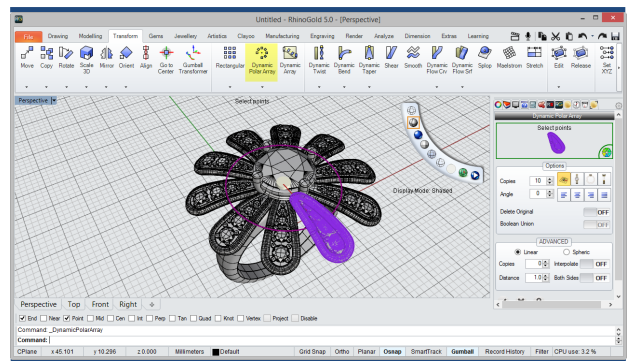 Untitled - RhinoGold 5.0 - [Perspective]
File Drawing Modelling Transform Gems Jewellery Artistics Clayoo Manufacturing Engraving Render Analyze Dimension Extras Learning
Move Copy Rotate Scale 3D Mirror Orient Align Go to Center Gumball Transformer Rectangular Dynamic Polar Array Dynamic Array Dynamic Twist Dynamic Bend Dynamic Taper Shear Smooth Dynamic Flow Crv Dynamic Flow Srf Splop Maelstrom Stretch Edit Release Set XYZ
Perspective
Select points
Display Mode: Shaded
Dynamic Polar Array
Select points
Options
Copies 10
Angle 0
Delete Original OFF
Boolean Union OFF
ADVANCED
Linear Spheric
Copies 0 Interpolate OFF
Distance 1.0 Both Sides OFF
Perspective Top Front Right
End Near Point Mid Cen Int Perp Tan Quad Knot Vertex Project Disable
Command: _DynamicPolarArray
Command:
CPlane x 45.101 y 10.296 z 0.000 Millimeters Default Grid Snap Ortho Planar Osnap SmartTrack Gumball Record History Filter CPU use: 3.2 %